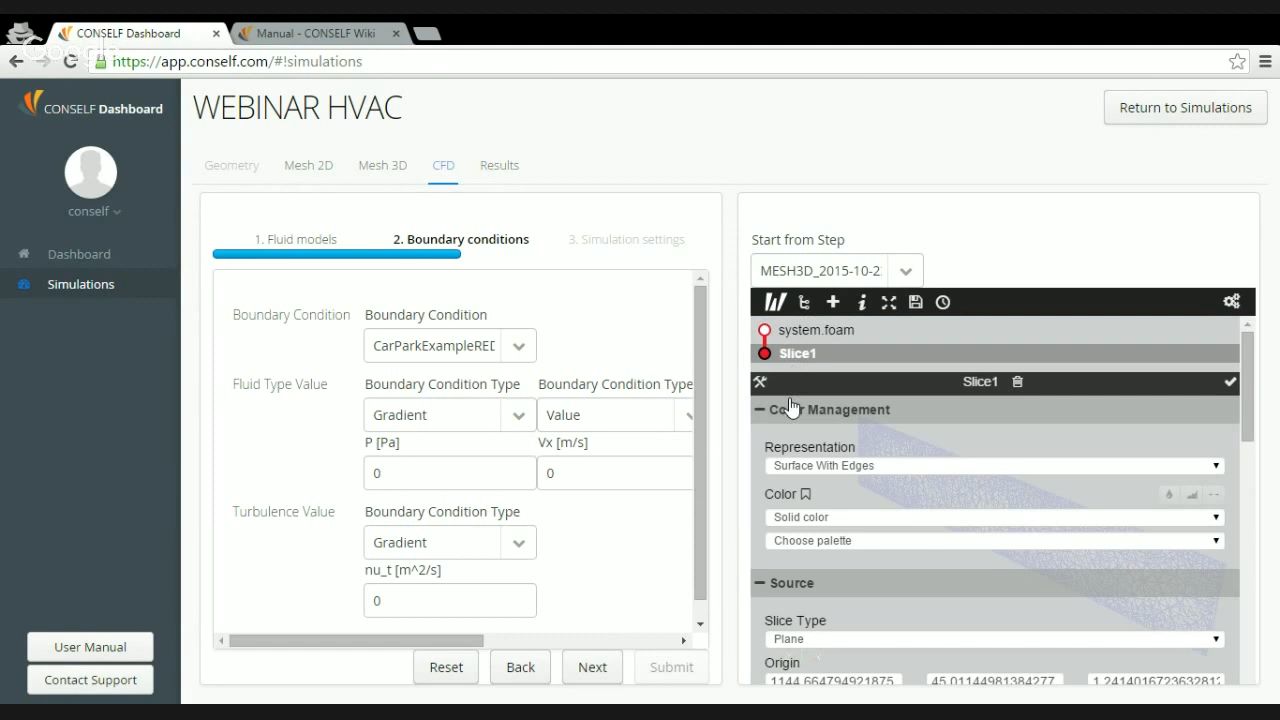 CONSELF Dashboard
Manual - CONSELF Wiki
Google
https://app.conself.com/#!simulations
CONSELF Dashboard
conself
Dashboard
Simulations
User Manual
Contact Support
WEBINAR HVAC
Return to Simulations
Geometry Mesh 2D Mesh 3D CFD Results
1. Fluid models 2. Boundary conditions 3. Simulation settings
Boundary Condition Boundary Condition
CarParkExampleRED
Fluid Type Value Boundary Condition Type Boundary Condition Type
Gradient Value
P [Pa] Vx [m/s]
0 0
Turbulence Value Boundary Condition Type
Gradient
nu_t [m^2/s]
0
Reset Back Next Submit
Start from Step
MESH3D_2015-10-2
system.foam
Slice1
Slice1
Color Management
Representation
Surface With Edges
Color
Solid color
Choose palette
Source
Slice Type
Plane
Origin
1144.664794921875 45.01144981384277